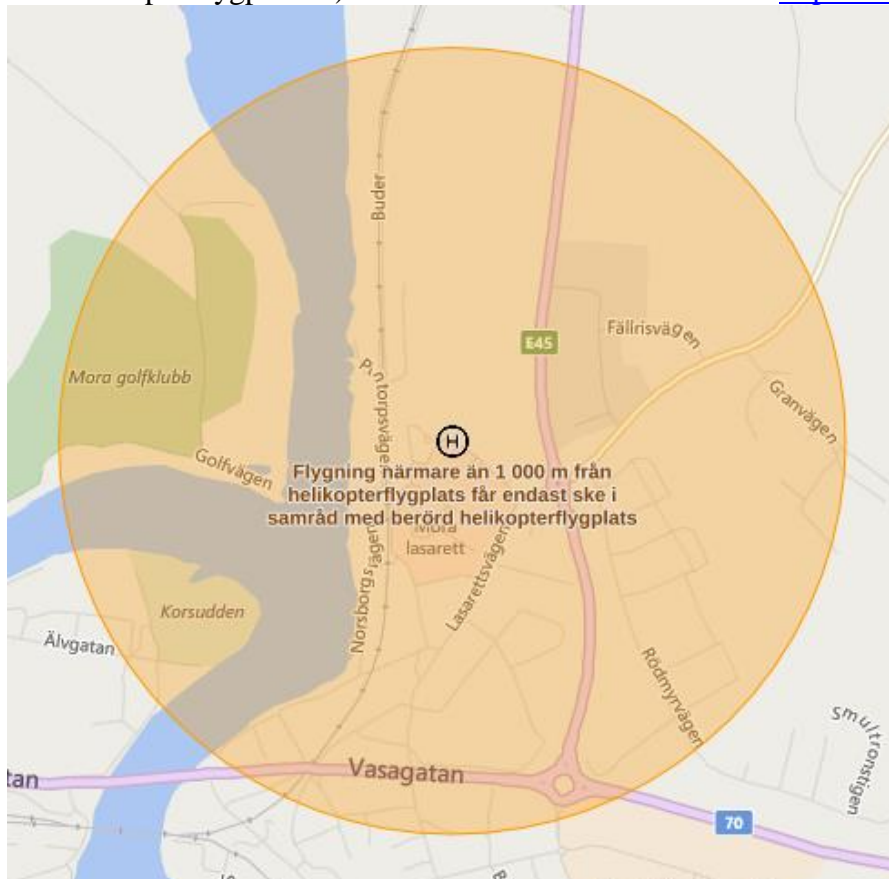 Buder
Fällrisvägen
E45
Mora golfklubb
Granvägen
H
Golfvägen
Flygning närmare än 1 000 m från
helikopterflygplats får endast ske i
samråd med berörd helikopterflygplats
Mora
lasarett
Lasarettsvägen
Korsudden
Älvgatan
Rödmyrvägen
Smultronstigen
Vasagatan
tan
70